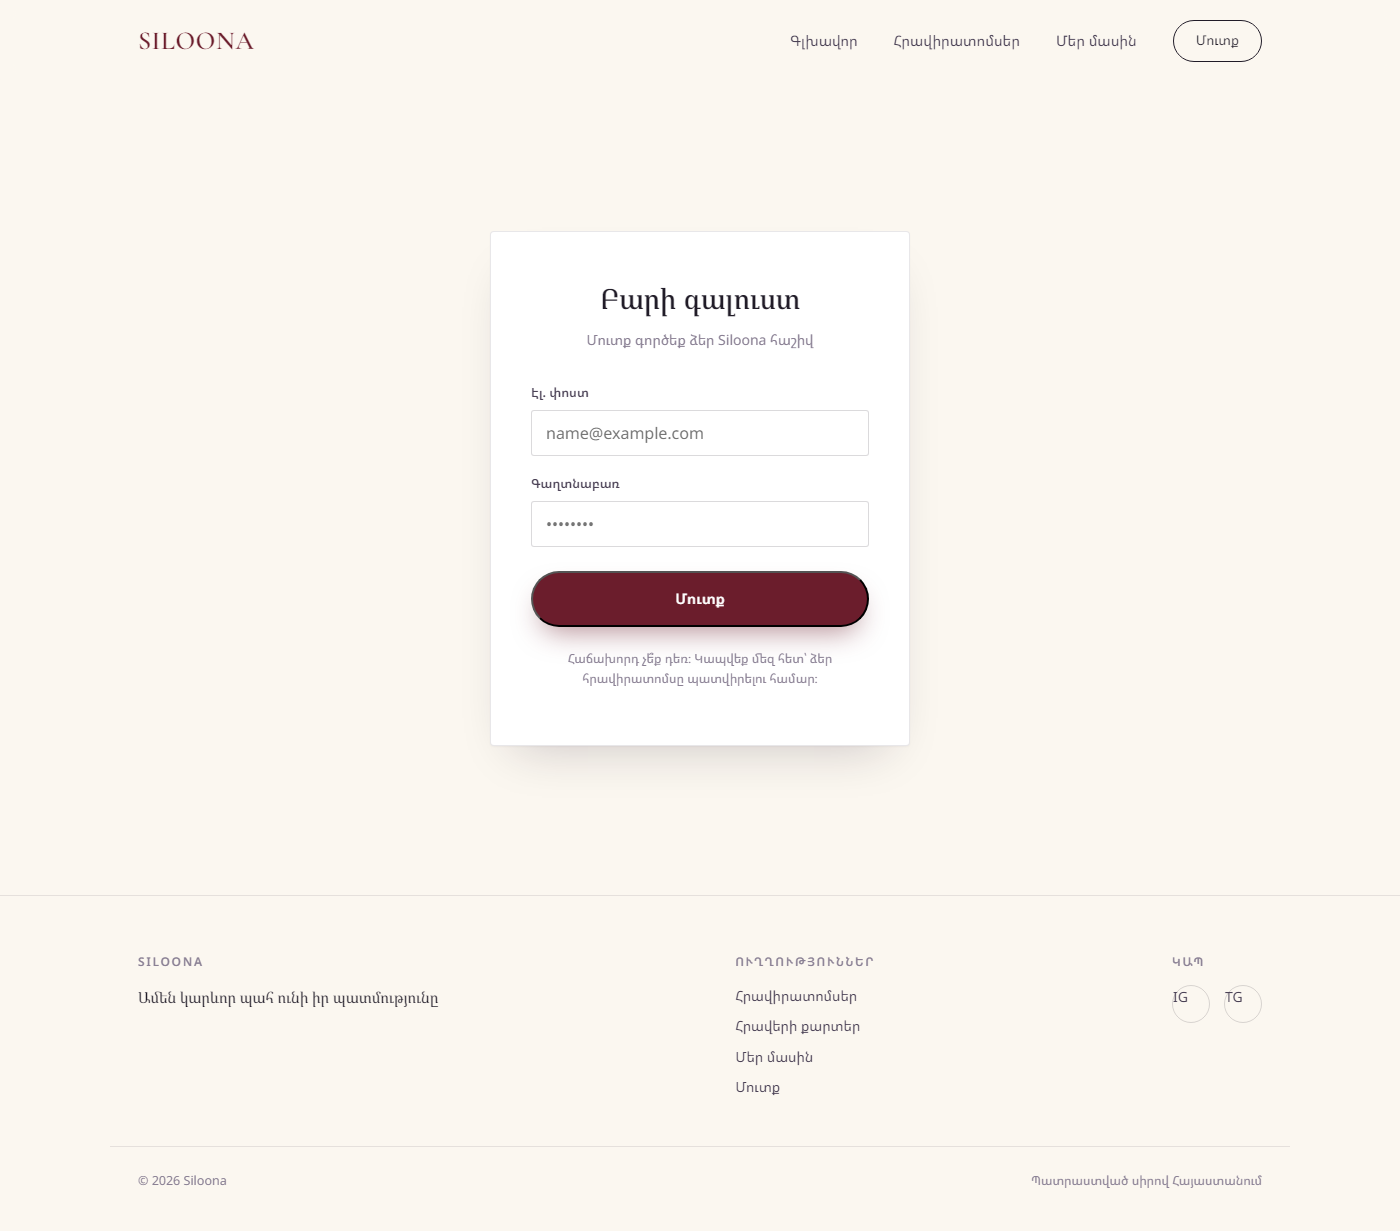 SILOONA
Գլխավոր
Հրավիրատոմսեր
Մեր մասին
Մուտք
Բարի գալուստ
Մուտք գործեք ձեր Siloona հաշիվ
Էլ. փոստ
name@example.com
Գաղտնաբառ
••••••••
Մուտք
Հաճախորդ չե՞ք դեռ։ Կապվեք մեզ հետ՝ ձեր
հրավիրատոմսը պատվիրելու համար։
SILOONA
Ամեն կարևոր պահ ունի իր պատմությունը
ՈՒՂՂՈՒԹՅՈՒՆՆԵՐ
Հրավիրատոմսեր
Հրավերի քարտեր
Մեր մասին
Մուտք
ԿԱՊ
IG
TG
© 2026 Siloona
Պատրաստված սիրով Հայաստանում